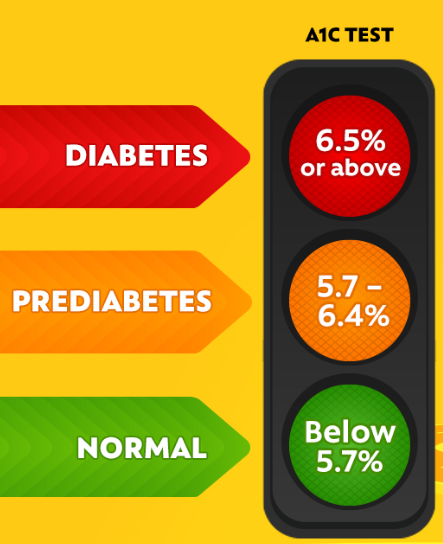 A1C TEST
DIABETES
6.5%
or above
PREDIABETES
5.7 –
6.4%
NORMAL
Below
5.7%